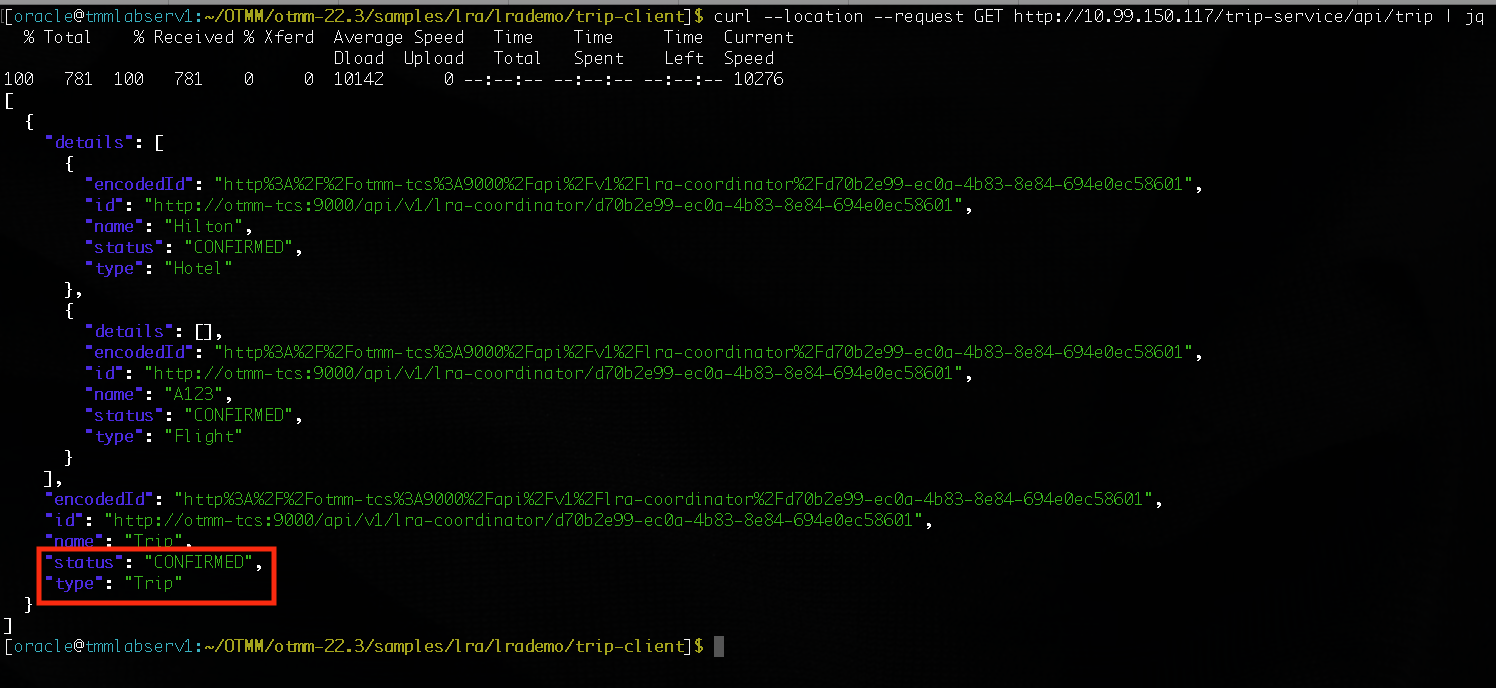 [oracle@tmmlabserv1:~/OTMM/otmm-22.3/samples/lra/lrademo/trip-client]$ curl --location --request GET http://10.99.150.117/trip-service/api/trip | jq
% Total % Received % Xferd Average Speed Time Time Time Current
Dload Upload Total Spent Left Speed
100 781 100 781 0 0 10142 0 --:--:-- --:--:-- --:--:-- 10276
[
{
"details": [
{
"encodedId": "http%3A%2F%2Fotmm-tcs%3A9000%2Fapi%2Fv1%2Flra-coordinator%2Fd70b2e99-ec0a-4b83-8e84-694e0ec58601",
"id": "http://otmm-tcs:9000/api/v1/lra-coordinator/d70b2e99-ec0a-4b83-8e84-694e0ec58601",
"name": "Hilton",
"status": "CONFIRMED",
"type": "Hotel"
},
{
"details": [],
"encodedId": "http%3A%2F%2Fotmm-tcs%3A9000%2Fapi%2Fv1%2Flra-coordinator%2Fd70b2e99-ec0a-4b83-8e84-694e0ec58601",
"id": "http://otmm-tcs:9000/api/v1/lra-coordinator/d70b2e99-ec0a-4b83-8e84-694e0ec58601",
"name": "A123",
"status": "CONFIRMED",
"type": "Flight"
}
],
"encodedId": "http%3A%2F%2Fotmm-tcs%3A9000%2Fapi%2Fv1%2Flra-coordinator%2Fd70b2e99-ec0a-4b83-8e84-694e0ec58601",
"id": "http://otmm-tcs:9000/api/v1/lra-coordinator/d70b2e99-ec0a-4b83-8e84-694e0ec58601",
"name": "Trip",
"status": "CONFIRMED",
"type": "Trip"
}
]
[oracle@tmmlabserv1:~/OTMM/otmm-22.3/samples/lra/lrademo/trip-client]$